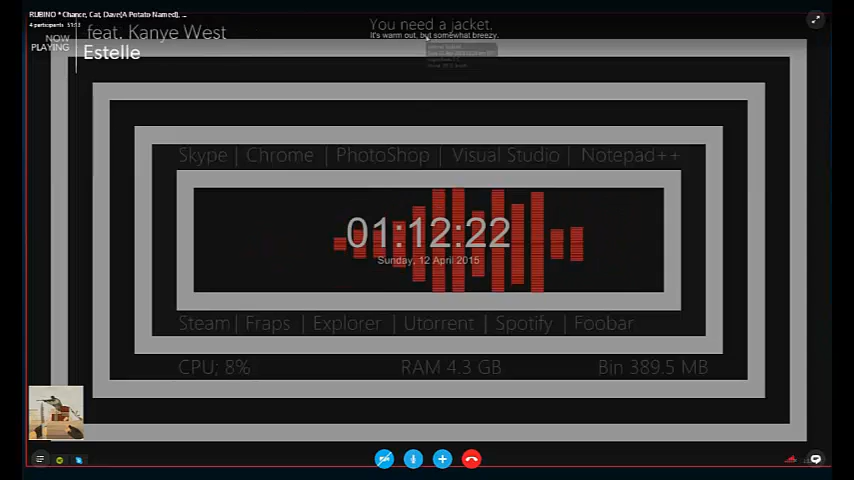 RUBINO * Chance, Cat, Dave(A Potato Named), ...
4 participants
NOW
PLAYING
feat. Kanye West
Estelle
You need a jacket.
It's warm out, but somewhat breezy.
Skype | Chrome | PhotoShop | Visual Studio | Notepad++
01:12:22
Sunday, 12 April 2015
Steam | Fraps | Explorer | Utorrent | Spotify | Foobar
CPU; 8%
RAM 4.3 GB
Bin 389.5 MB